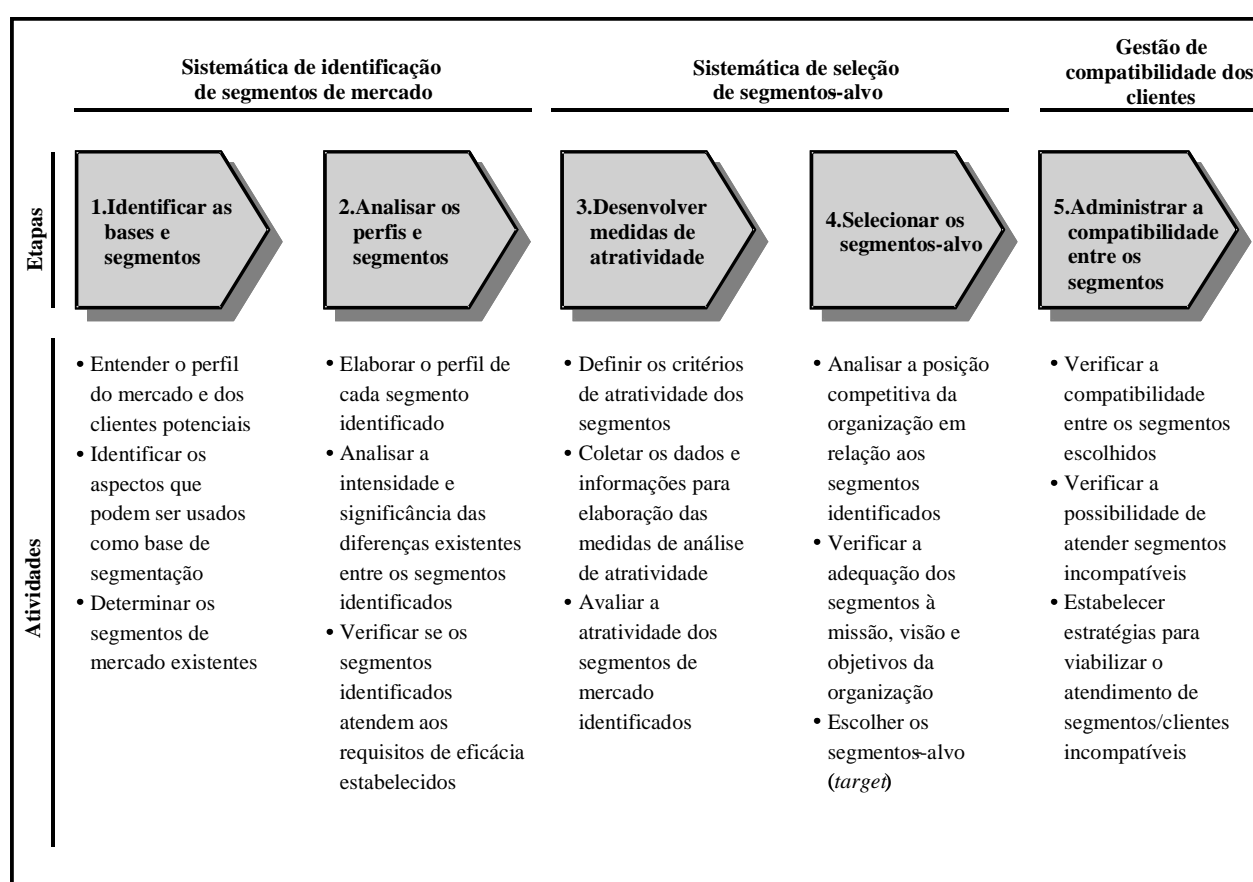 Sistemática de identificação
de segmentos de mercado
Sistemática de seleção
de segmentos-alvo
Gestão de
compatibilidade dos
clientes
Etapas
1.Identificar as
bases e
segmentos
2.Analisar os
perfis e
segmentos
3.Desenvolver
medidas de
atratividade
4.Selecionar os
segmentos-alvo
5.Administrar a
compatibilidade
entre os
segmentos
Atividades
• Entender o perfil
do mercado e dos
clientes potenciais
• Identificar os
aspectos que
podem ser usados
como base de
segmentação
• Determinar os
segmentos de
mercado existentes
• Elaborar o perfil de
cada segmento
identificado
• Analisar a
intensidade e
significância das
diferenças existentes
entre os segmentos
identificados
• Verificar se os
segmentos
identificados
atendem aos
requisitos de eficácia
estabelecidos
• Definir os critérios
de atratividade dos
segmentos
• Coletar os dados e
informações para
elaboração das
medidas de análise
de atratividade
• Avaliar a
atratividade dos
segmentos de
mercado
identificados
• Analisar a posição
competitiva da
organização em
relação aos
segmentos
identificados
• Verificar a
adequação dos
segmentos à
missão, visão e
objetivos da
organização
• Escolher os
segmentos-alvo
(target)
• Verificar a
compatibilidade
entre os segmentos
escolhidos
• Verificar a
possibilidade de
atender segmentos
incompatíveis
• Estabelecer
estratégias para
viabilizar o
atendimento de
segmentos/clientes
incompatíveis